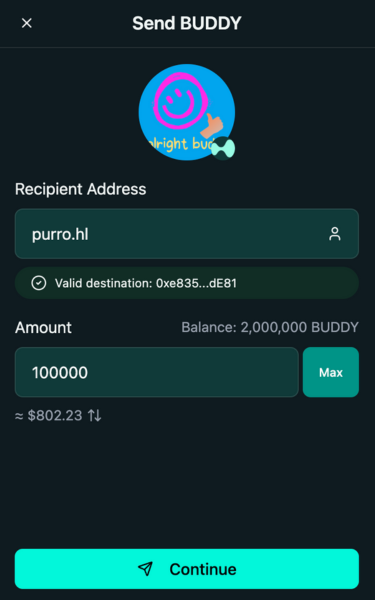 Send BUDDY
alright bud
Recipient Address
purro.hl
Valid destination: 0xe835...dE81
Amount
Balance: 2,000,000 BUDDY
100000
Max
≈ $802.23
Continue